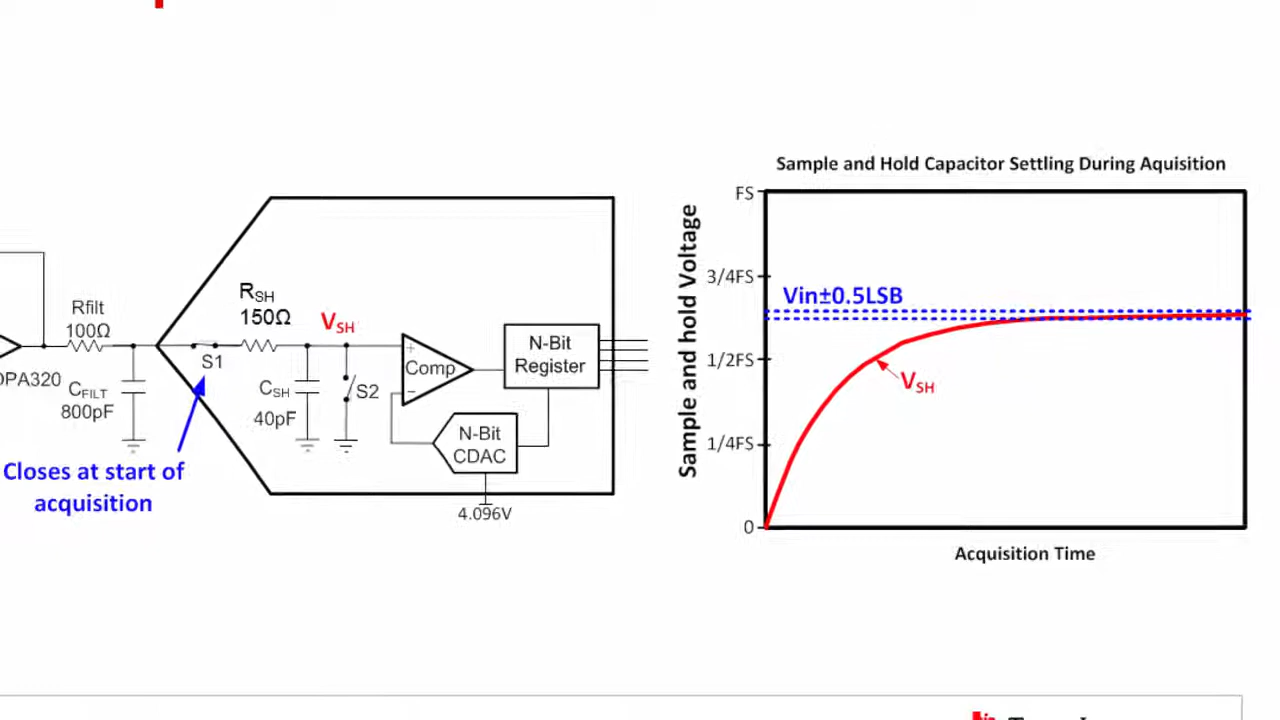 Sample and Hold Capacitor Settling During Aquisition
FS
3/4FS
1/2FS
1/4FS
0
Sample and hold Voltage
Vin±0.5LSB
VSH
Acquisition Time
Rfilt
100Ω
CFILT
800pF
S1
RSH
150Ω
VSH
CSH
40pF
S2
+
Comp
−
N-Bit
Register
N-Bit
CDAC
4.096V
Closes at start of
acquisition